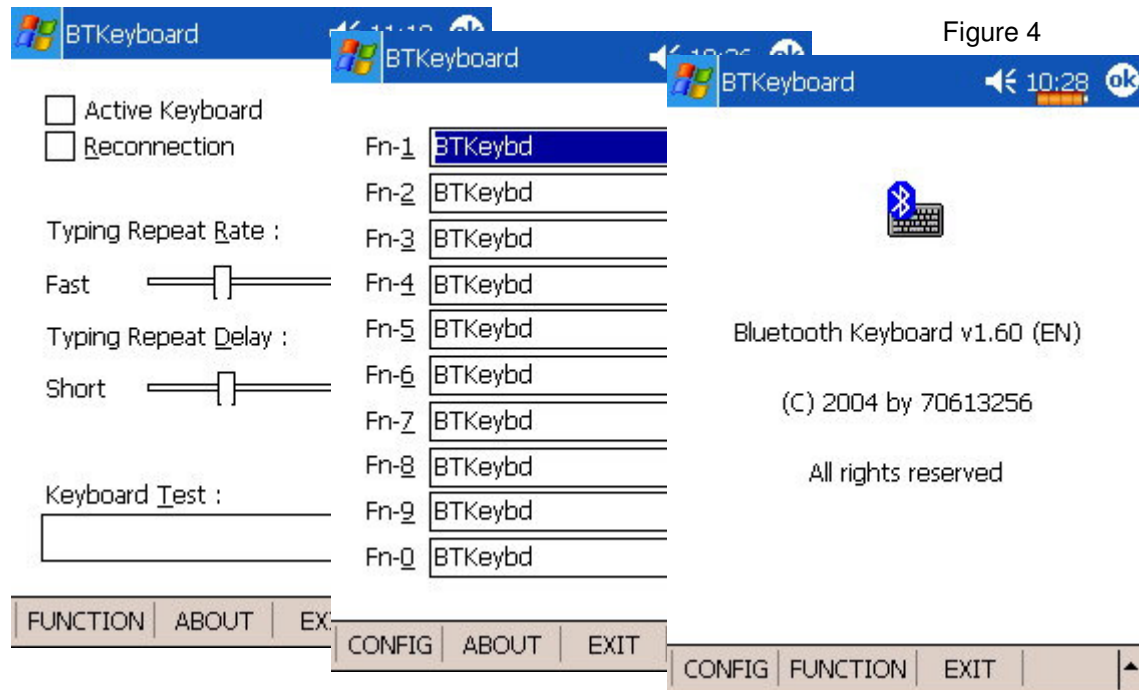 Figure 4
BTKeyboard
Active Keyboard
Reconnection
Typing Repeat Rate :
Fast
Typing Repeat Delay :
Short
Keyboard Test :
FUNCTION ABOUT
BTKeyboard
Fn-1 BTKeybd
Fn-2 BTKeybd
Fn-3 BTKeybd
Fn-4 BTKeybd
Fn-5 BTKeybd
Fn-6 BTKeybd
Fn-7 BTKeybd
Fn-8 BTKeybd
Fn-9 BTKeybd
Fn-0 BTKeybd
CONFIG ABOUT EXIT
BTKeyboard 10:28 ok
Bluetooth Keyboard v1.60 (EN)
(C) 2004 by 70613256
All rights reserved
CONFIG FUNCTION EXIT